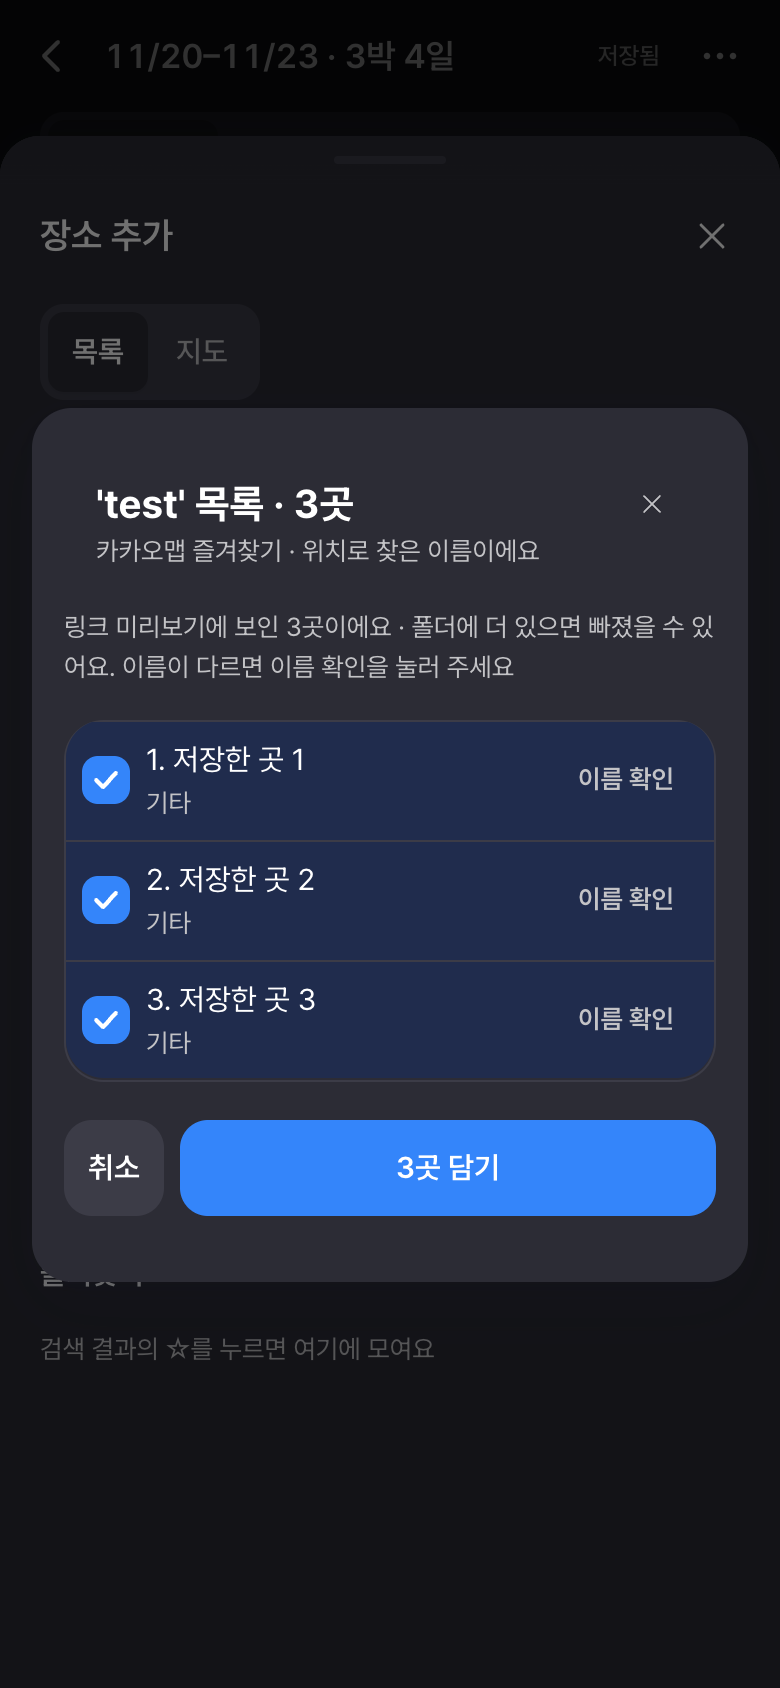 11/20–11/23 · 3박 4일
저장됨
장소 추가
목록
지도
'test' 목록 · 3곳
카카오맵 즐겨찾기 · 위치로 찾은 이름이에요
링크 미리보기에 보인 3곳이에요 · 폴더에 더 있으면 빠졌을 수 있
어요. 이름이 다르면 이름 확인을 눌러 주세요
1. 저장한 곳 1
기타
이름 확인
2. 저장한 곳 2
기타
이름 확인
3. 저장한 곳 3
기타
이름 확인
취소
3곳 담기
검색 결과의 ☆를 누르면 여기에 모여요